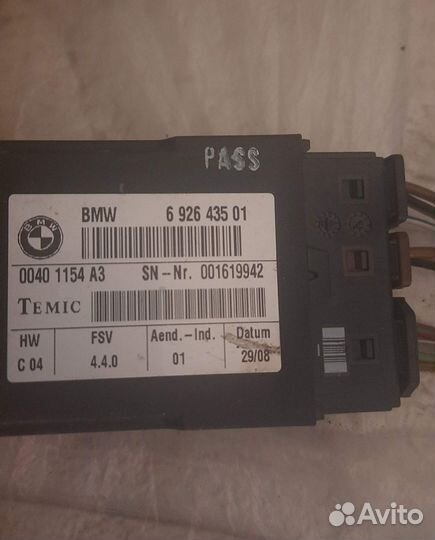 PASS
BMW 6 926 435 01
BMW
0040 1154 A3 SN-Nr. 001619942
TEMIC
HW FSV Aend.-Ind. Datum
C 04 4.4.0 01 29/08
Avito